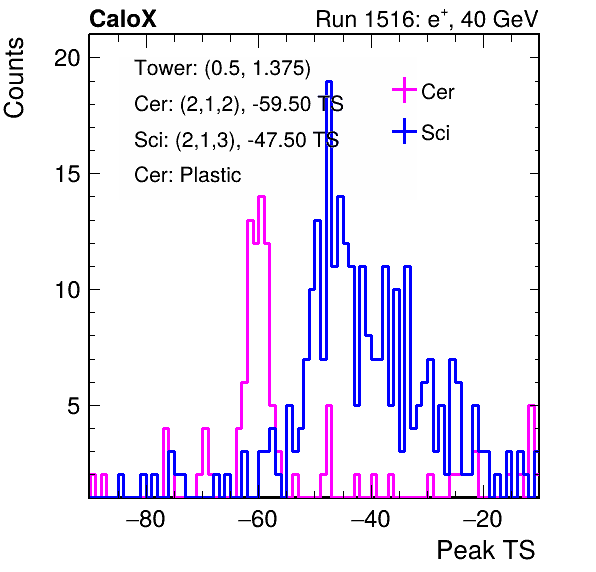 CaloX Run 1516: e⁺, 40 GeV
Counts
Tower: (0.5, 1.375)
Cer: (2,1,2), -59.50 TS
Sci: (2,1,3), -47.50 TS
Cer: Plastic
Cer
Sci
20
15
10
5
−80 −60 −40 −20
Peak TS